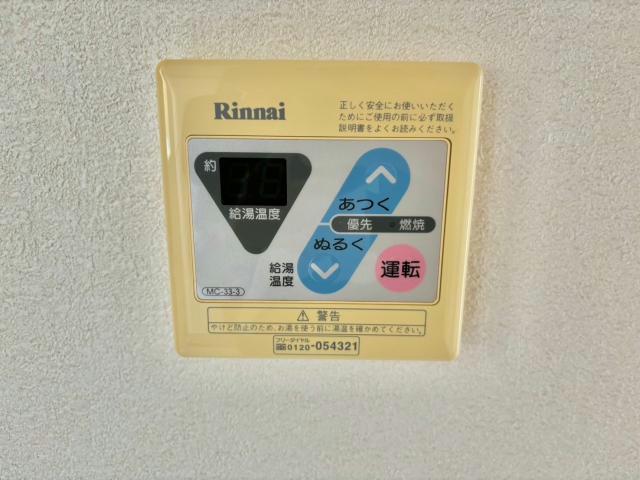 Rinnai
正しく安全にお使いいただく
ためにご使用の前に必ず取扱
説明書をよくお読みください。
約
給湯温度
あつく
優先 燃焼
ぬるく
給湯
温度
運転
MC-33-3
⚠ 警告
やけど防止のため、お湯を使う前に湯温を確かめてください。
フリーダイヤル
0120-054321